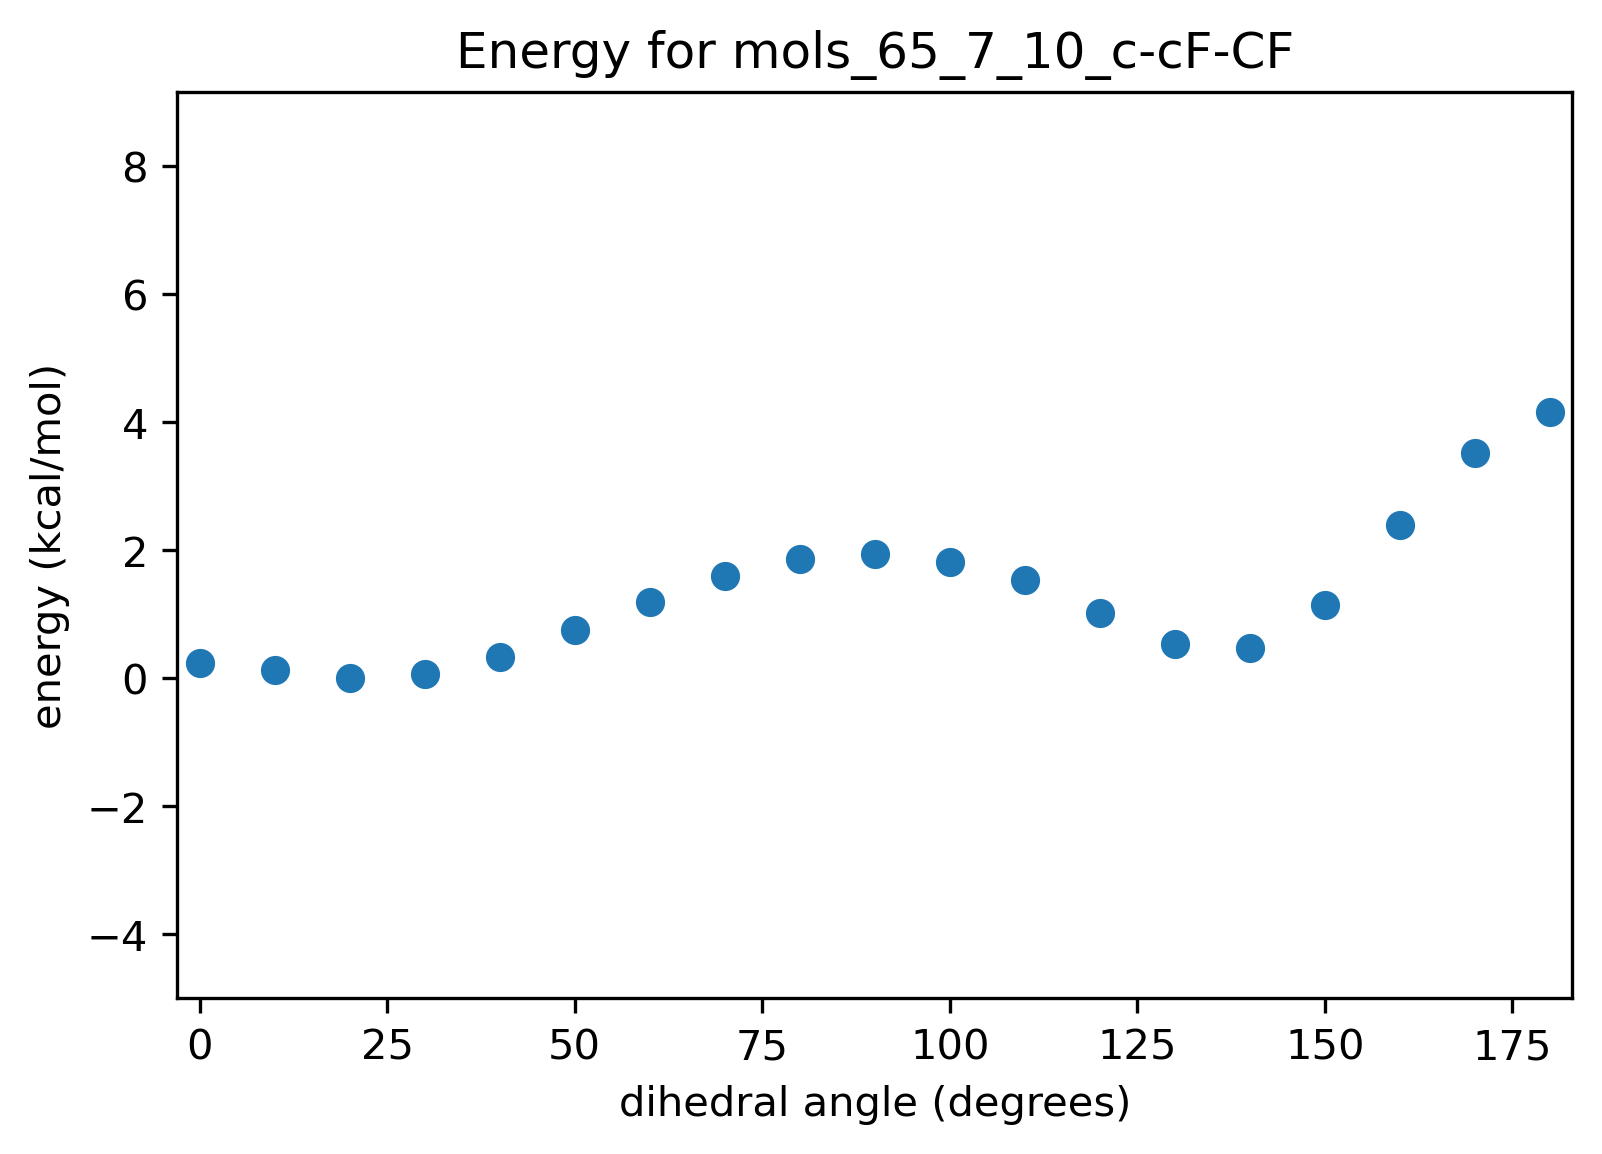 Energy for mols_65_7_10_c-cF-CF
energy (kcal/mol)
8
6
4
2
0
−2
−4
0 25 50 75 100 125 150 175
dihedral angle (degrees)